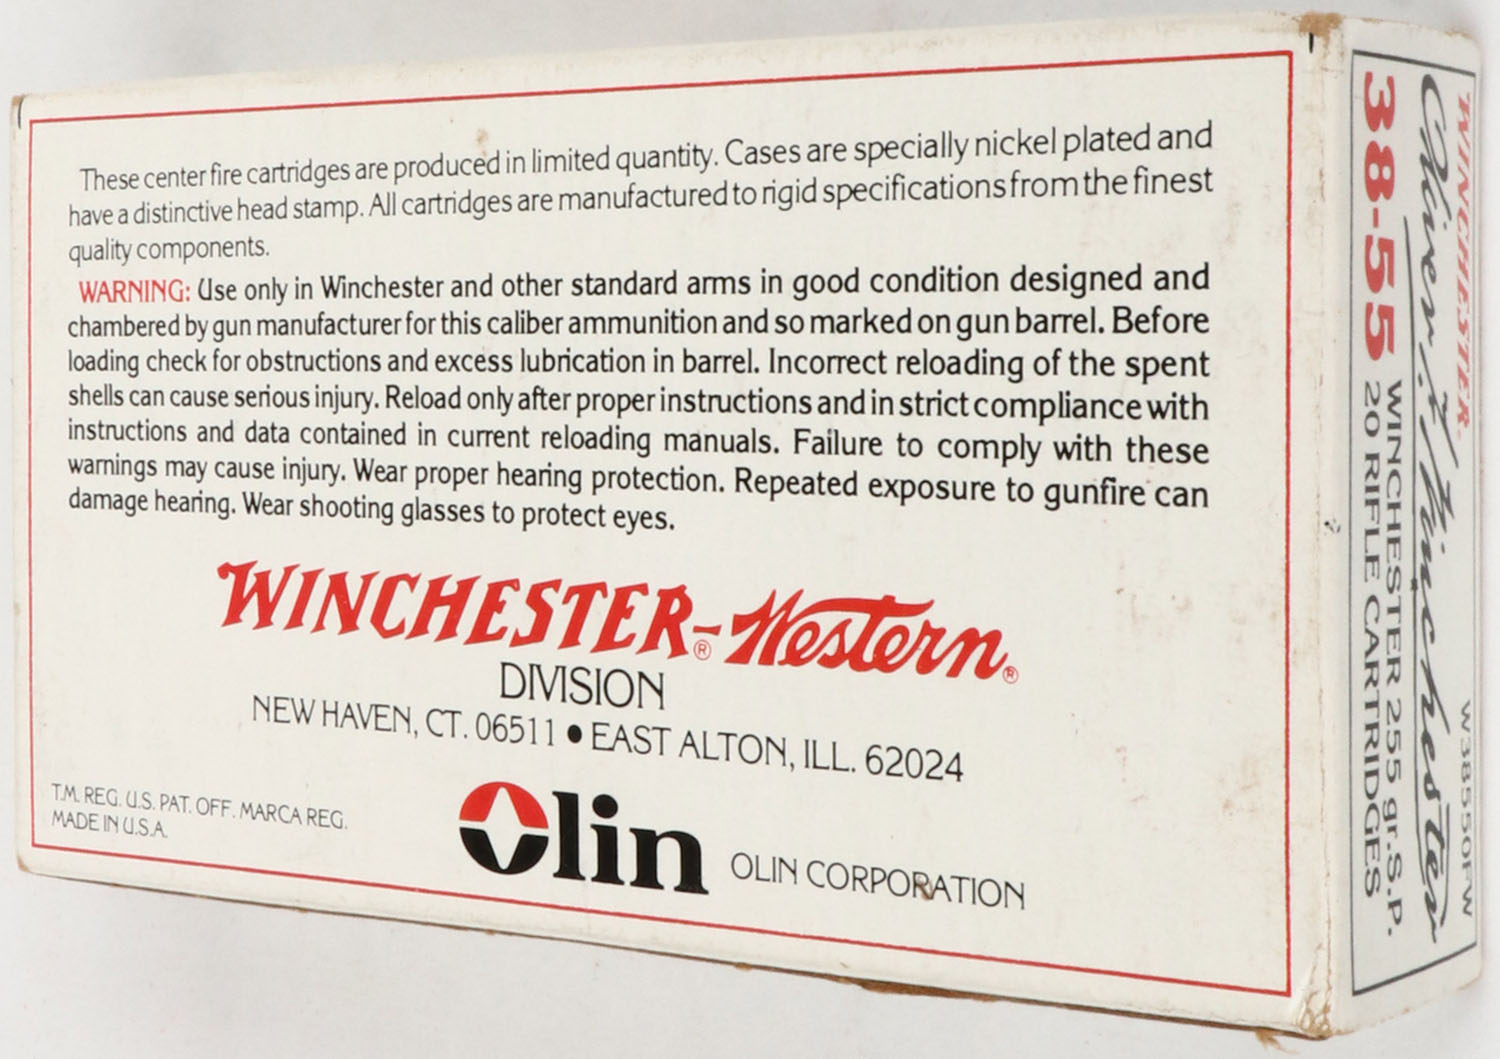 These center fire cartridges are produced in limited quantity. Cases are specially nickel plated and
have a distinctive head stamp. All cartridges are manufactured to rigid specifications from the finest
quality components.
WARNING: Use only in Winchester and other standard arms in good condition designed and
chambered by gun manufacturer for this caliber ammunition and so marked on gun barrel. Before
loading check for obstructions and excess lubrication in barrel. Incorrect reloading of the spent
shells can cause serious injury. Reload only after proper instructions and in strict compliance with
instructions and data contained in current reloading manuals. Failure to comply with these
warnings may cause injury. Wear proper hearing protection. Repeated exposure to gunfire can
damage hearing. Wear shooting glasses to protect eyes.
WINCHESTER®-Western®
DIVISION
NEW HAVEN, CT. 06511 • EAST ALTON, ILL. 62024
T.M. REG. U.S. PAT. OFF. MARCA REG.
MADE IN U.S.A.
Olin OLIN CORPORATION
WINCHESTER® W3855OFW
Oliver F. Winchester
38-55 WINCHESTER 255 gr. S.P.
20 RIFLE CARTRIDGES